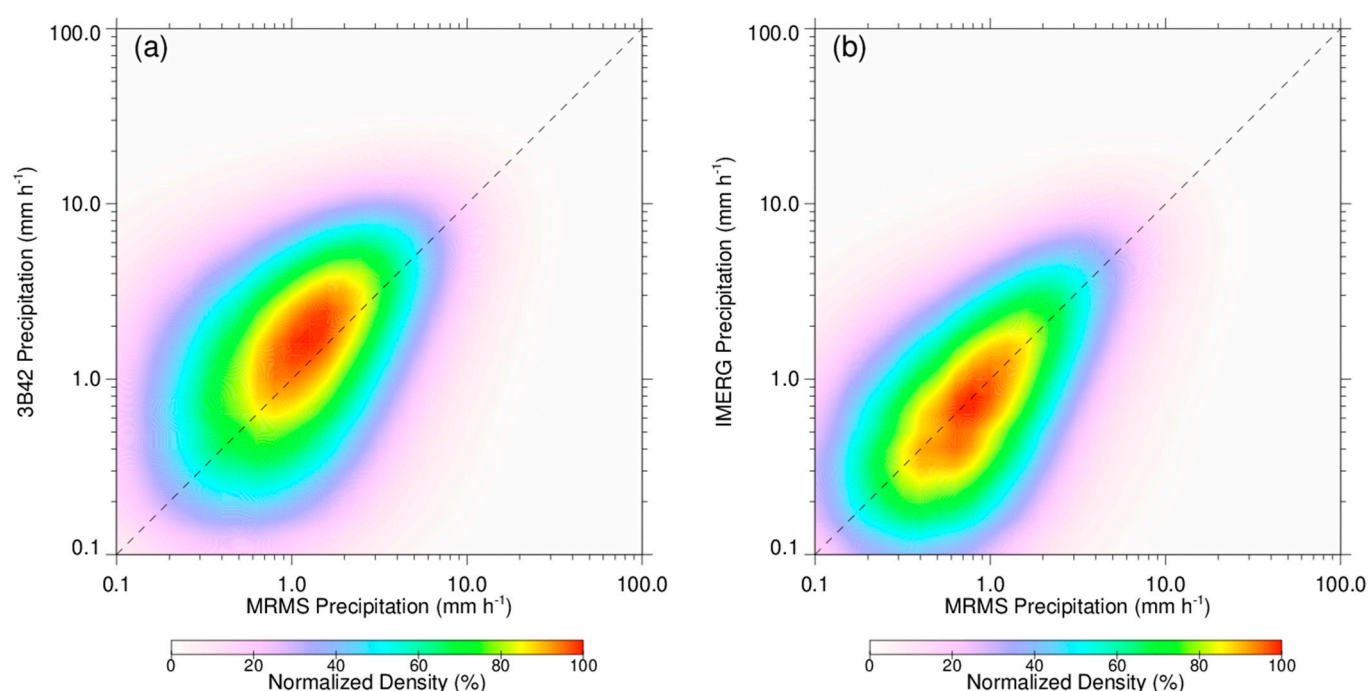 (a)
100.0
10.0
1.0
0.1
3B42 Precipitation (mm h-1)
0.1 1.0 10.0 100.0
MRMS Precipitation (mm h-1)
0 20 40 60 80 100
Normalized Density (%)
(b)
100.0
10.0
1.0
0.1
IMERG Precipitation (mm h-1)
0.1 1.0 10.0 100.0
MRMS Precipitation (mm h-1)
0 20 40 60 80 100
Normalized Density (%)